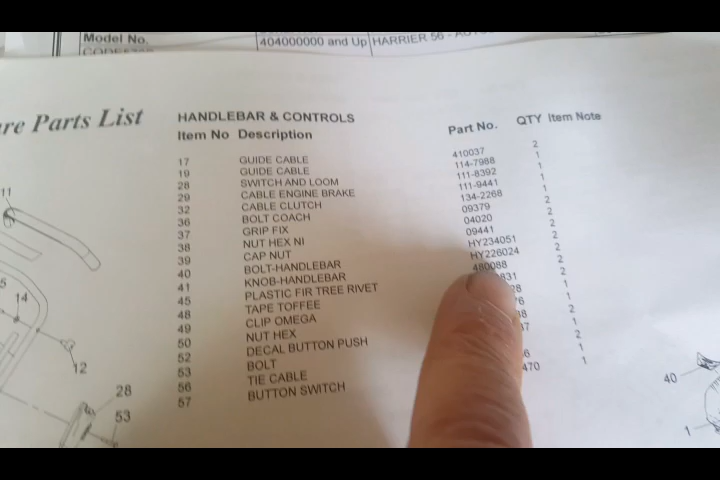 Model No.
404000000 and Up HARRIER 56 -
are Parts List
HANDLEBAR & CONTROLS
Item No Description Part No. QTY Item Note
17 GUIDE CABLE 410037 2
19 GUIDE CABLE 114-7988 1
28 SWITCH AND LOOM 111-8392 1
29 CABLE ENGINE BRAKE 111-9441 1
32 CABLE CLUTCH 134-2268 1
36 BOLT COACH 09379 2
37 GRIP FIX 04020 2
38 NUT HEX NI 09441 2
CAP NUT HY234051 2
40 BOLT-HANDLEBAR HY226024 2
41 KNOB-HANDLEBAR 480088 2
45 PLASTIC FIR TREE RIVET 831 2
48 TAPE TOFFEE 1
49 CLIP OMEGA 1
50 NUT HEX 2
52 DECAL BUTTON PUSH 1
53 BOLT 2
56 TIE CABLE 1
57 BUTTON SWITCH 470 1
11
5
14
12
28
53
40
1